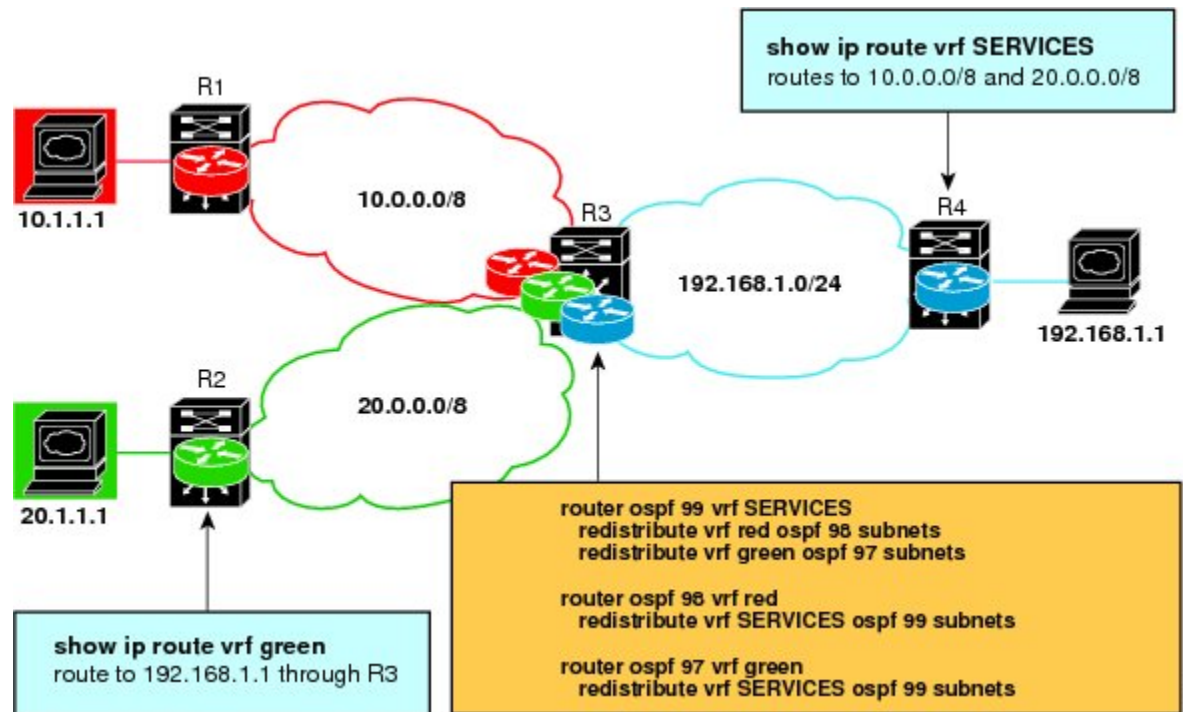 show ip route vrf SERVICES
routes to 10.0.0.0/8 and 20.0.0.0/8
R1
10.1.1.1
10.0.0.0/8
R3
R4
192.168.1.0/24
192.168.1.1
R2
20.0.0.0/8
20.1.1.1
show ip route vrf green
route to 192.168.1.1 through R3
router ospf 99 vrf SERVICES
redistribute vrf red ospf 98 subnets
redistribute vrf green ospf 97 subnets
router ospf 98 vrf red
redistribute vrf SERVICES ospf 99 subnets
router ospf 97 vrf green
redistribute vrf SERVICES ospf 99 subnets